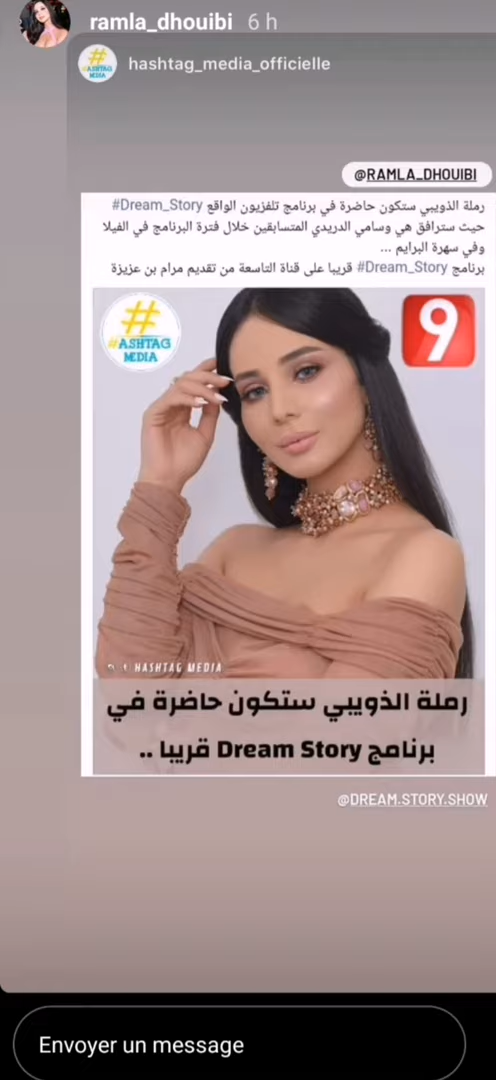 ramla_dhouibi 6 h
#ASHTAG
MEDIA
hashtag_media_officielle
@RAMLA_DHOUIBI
رملة الذويبي ستكون حاضرة في برنامج تلفزيون الواقع Dream_Story#
حيث سترافق هي وسامي الدريدي المتسابقين خلال فترة البرنامج في الفيلا
وفي سهرة البرايم ...
برنامج Dream_Story# قريبا على قناة التاسعة من تقديم مرام بن عزيزة
#
#ASHTAG
MEDIA
9
HASHTAG MEDIA
رملة الذويبي ستكون حاضرة في
برنامج Dream Story قريبا ..
@DREAM.STORY.SHOW
Envoyer un message